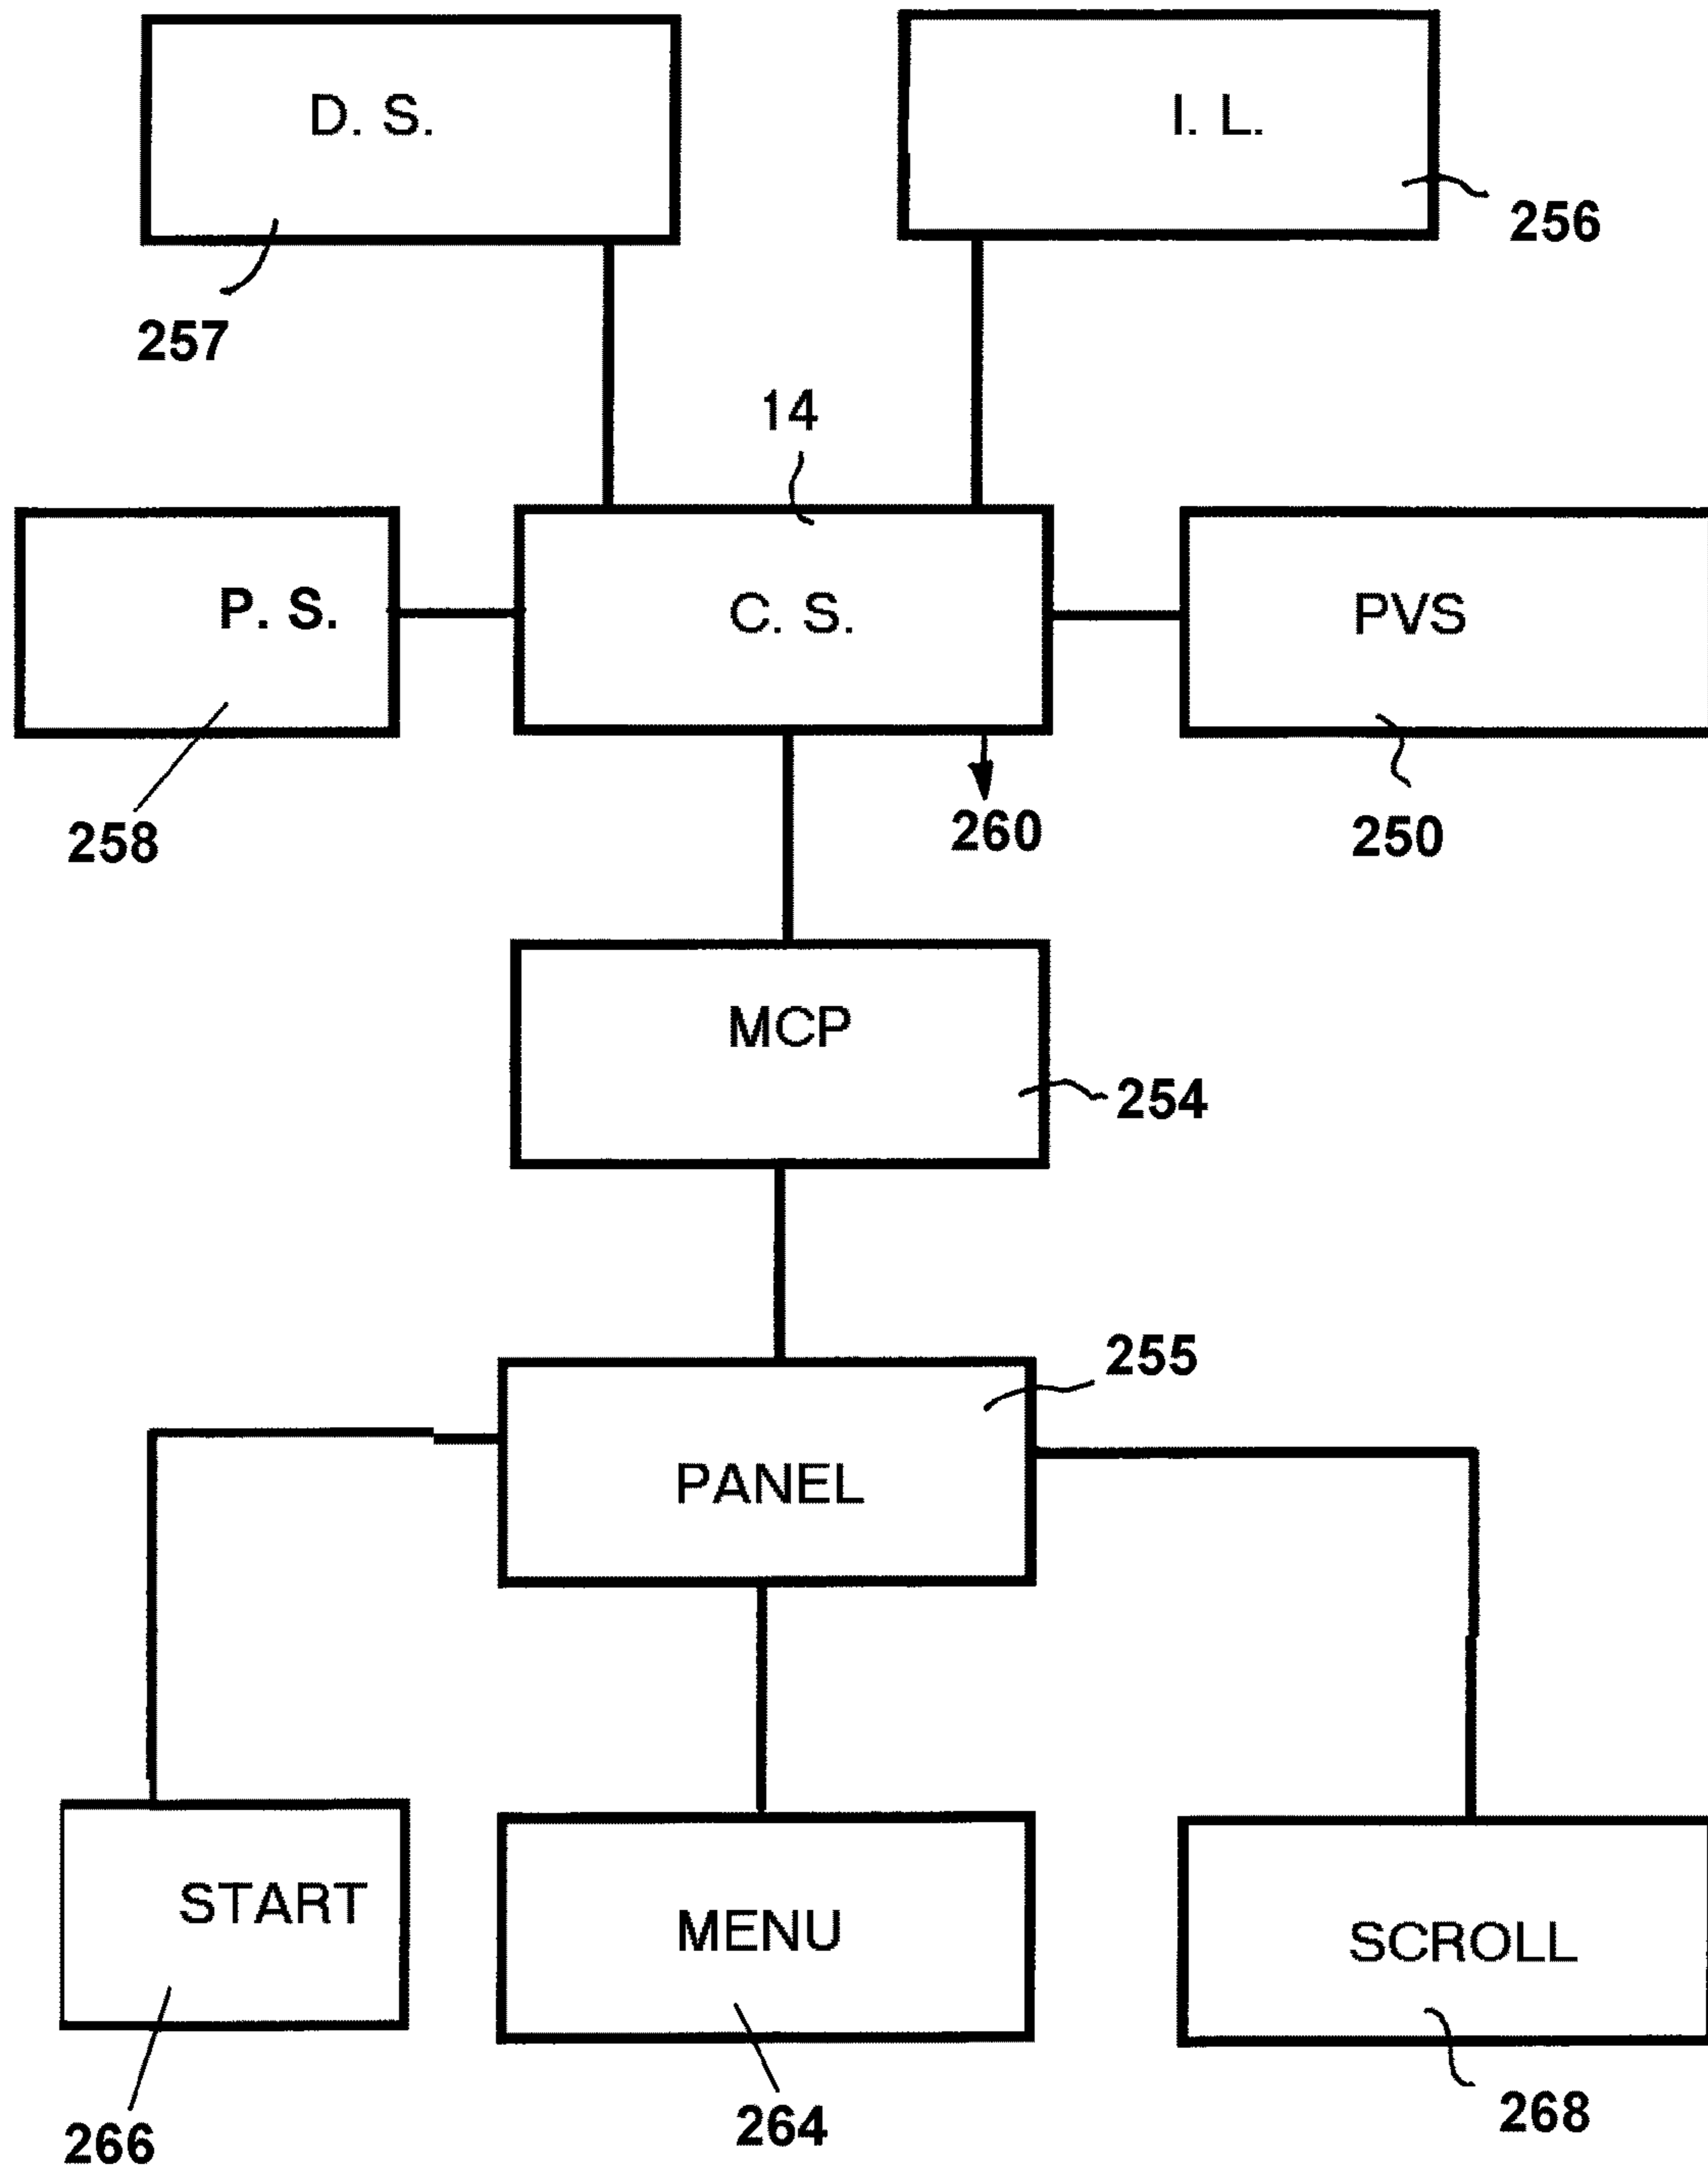 D. S.
I. L.
256
257
14
P. S.
C. S.
PVS
258
260
250
MCP
254
255
PANEL
START
MENU
SCROLL
266
264
268